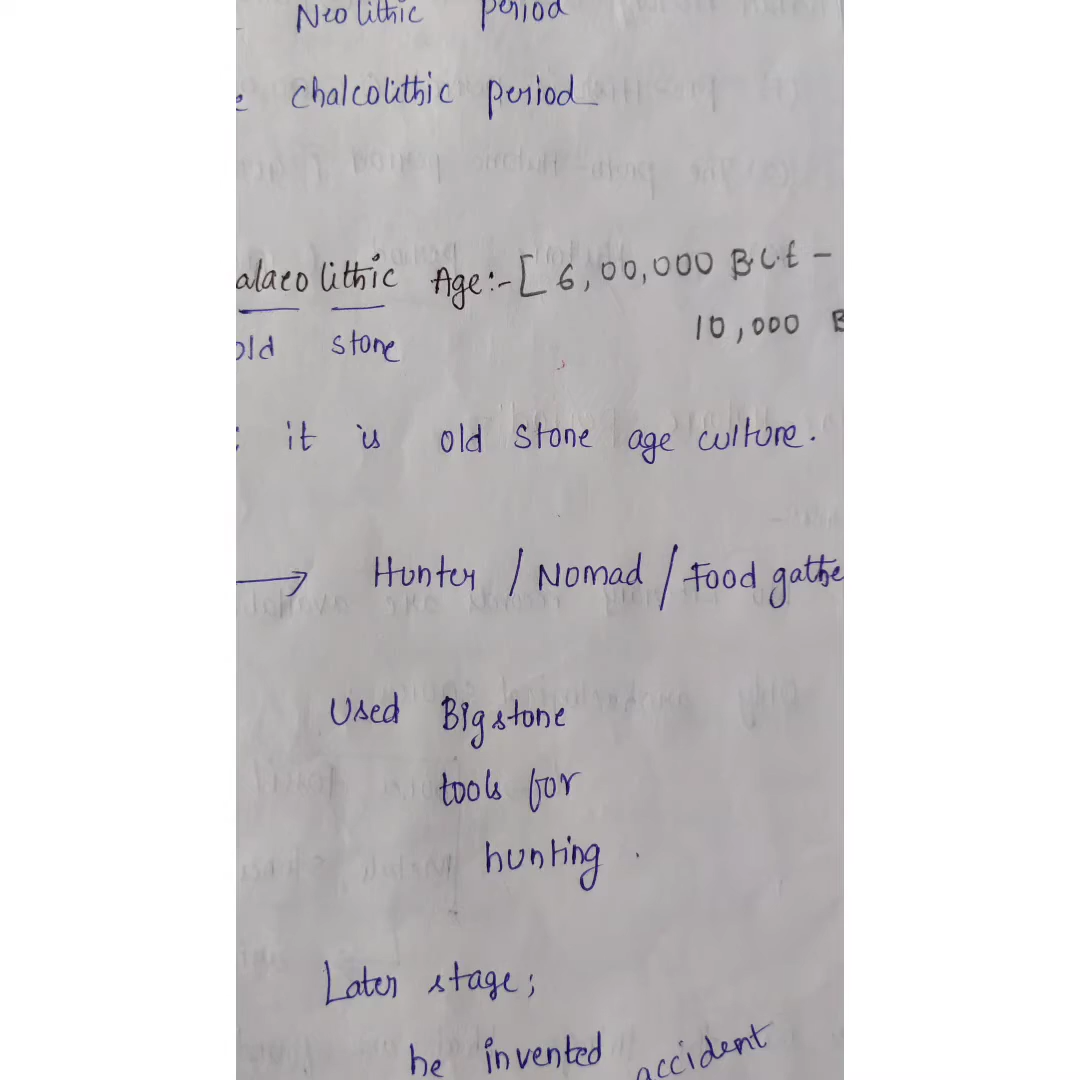 Neolithic period
chalcolithic period
alaeolithic Age:- [ 6,00,000 B.C.E -
10,000 B
old stone
: it is old stone age culture.
→ Hunter / Nomad / Food gathe
Used Big stone
tools for
hunting.
Later stage;
he invented accident